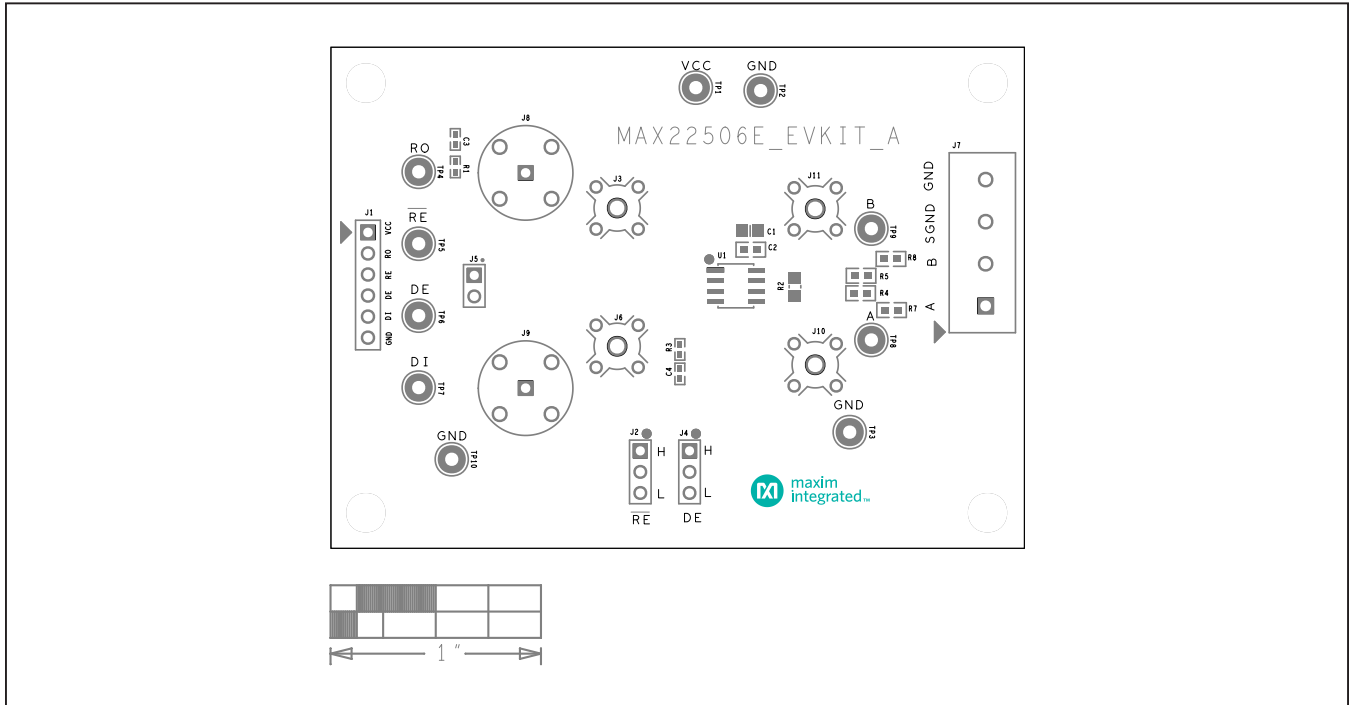 VCC
GND
TP1
TP2
MAX22506E_EVKIT_A
J8
C3
R1
RO
TP4
J1
VCC
RO
RE
DE
DI
GND
RE
TP5
DE
TP6
DI
TP7
GND
TP10
J5
J3
J6
J9
R3
C4
C1
C2
U1
R2
J11
B
TP9
R8
R5
R4
R7
A
TP8
J10
GND
TP3
J7
GND
SGND
B
A
J2
H
L
RE
J4
H
L
DE
maxim
integrated™
1"